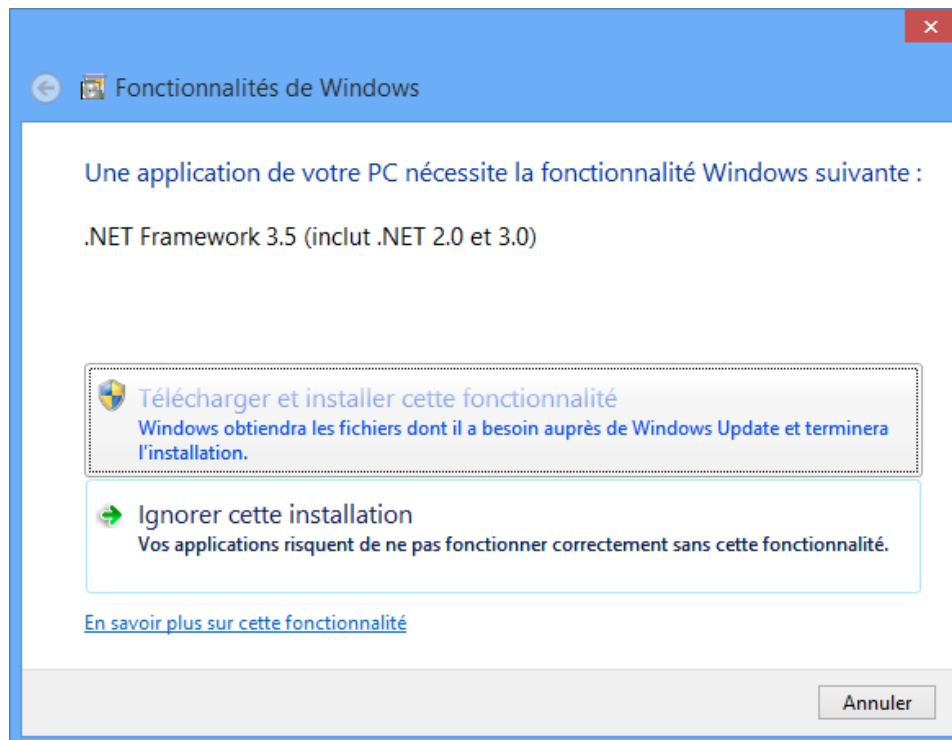 Fonctionnalités de Windows
Une application de votre PC nécessite la fonctionnalité Windows suivante :
.NET Framework 3.5 (inclut .NET 2.0 et 3.0)
Télécharger et installer cette fonctionnalité
Windows obtiendra les fichiers dont il a besoin auprès de Windows Update et terminera
l'installation.
Ignorer cette installation
Vos applications risquent de ne pas fonctionner correctement sans cette fonctionnalité.
En savoir plus sur cette fonctionnalité
Annuler